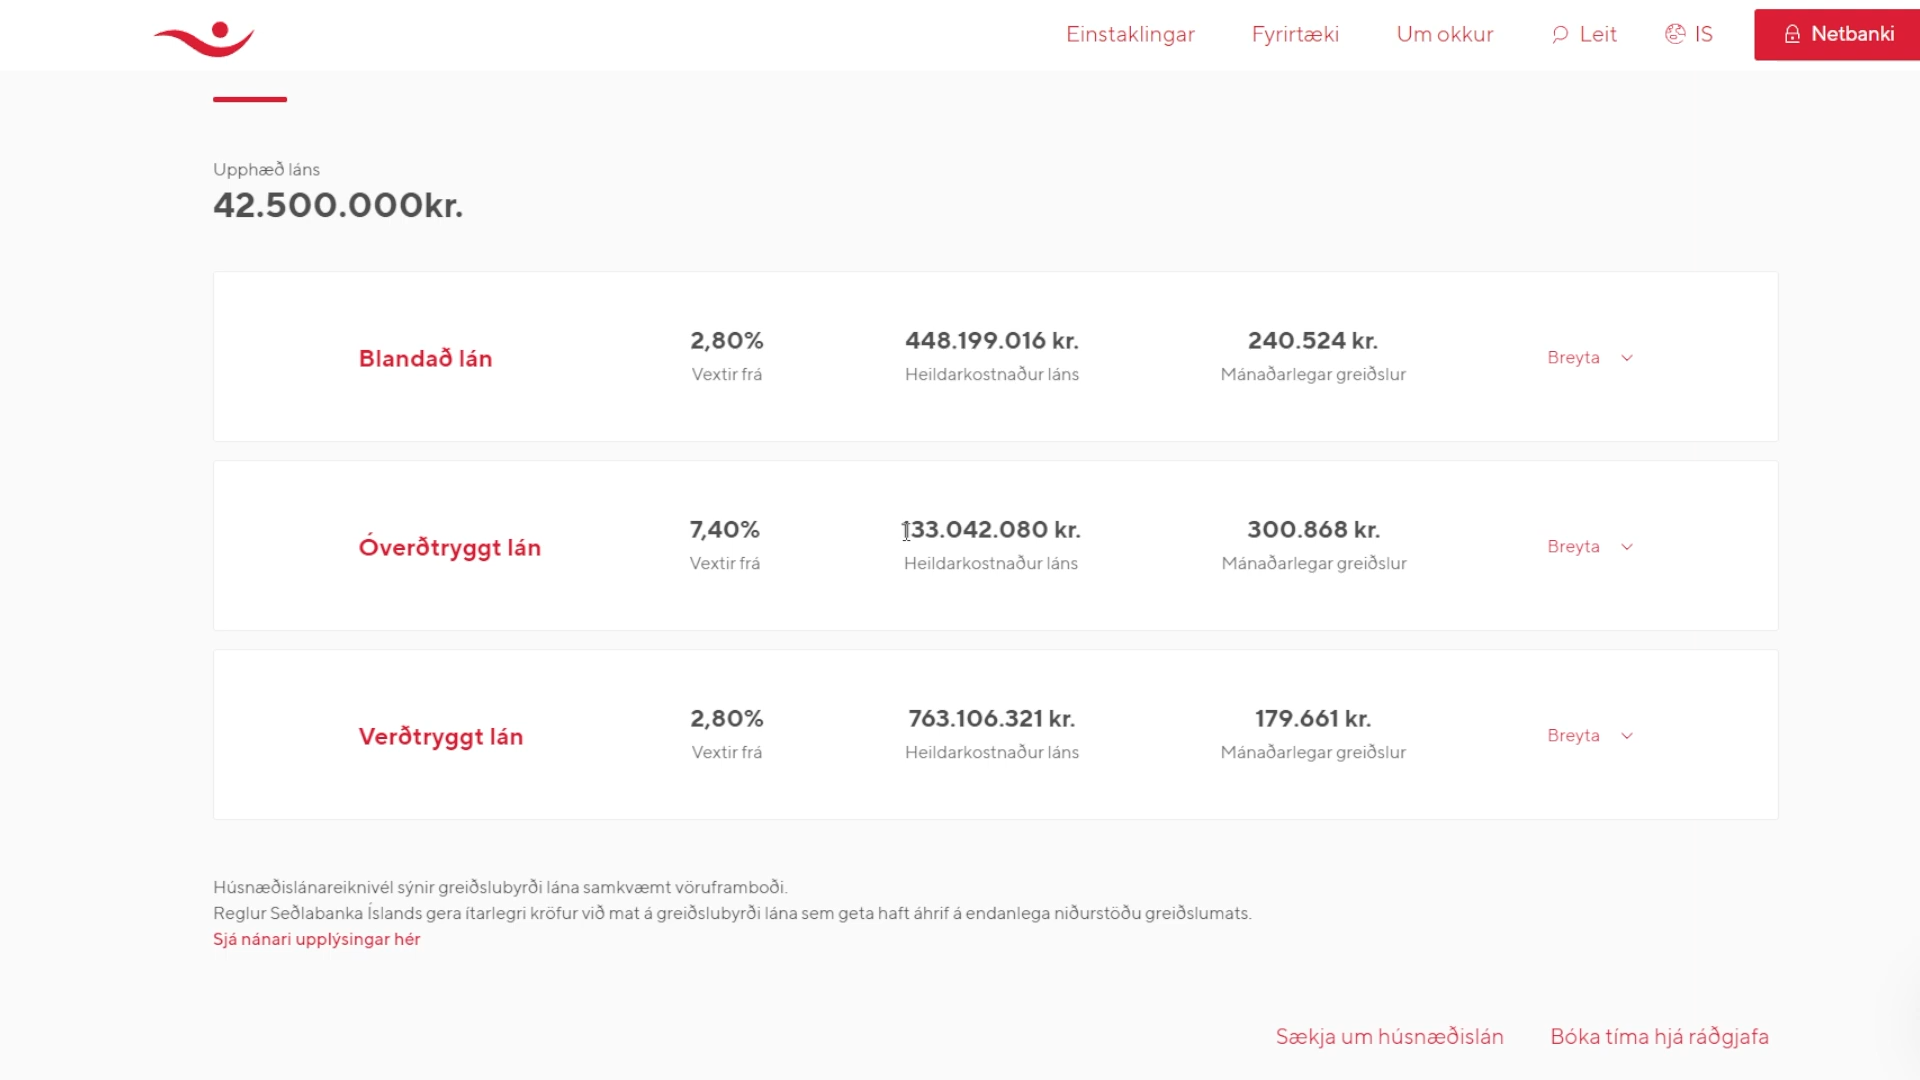 Einstaklingar Fyrirtæki Um okkur Leit IS Netbanki
Upphæð láns
42.500.000kr.
Blandað lán
2,80%
Vextir frá
448.199.016 kr.
Heildarkostnaður láns
240.524 kr.
Mánaðarlegar greiðslur
Breyta
Óverðtryggt lán
7,40%
Vextir frá
133.042.080 kr.
Heildarkostnaður láns
300.868 kr.
Mánaðarlegar greiðslur
Breyta
Verðtryggt lán
2,80%
Vextir frá
763.106.321 kr.
Heildarkostnaður láns
179.661 kr.
Mánaðarlegar greiðslur
Breyta
Húsnæðislánareiknivél sýnir greiðslubyrði lána samkvæmt vöruframboði.
Reglur Seðlabanka Íslands gera ítarlegri kröfur við mat á greiðslubyrði lána sem geta haft áhrif á endanlega niðurstöðu greiðslumats.
Sjá nánari upplýsingar hér
Sækja um húsnæðislán Bóka tíma hjá ráðgjafa